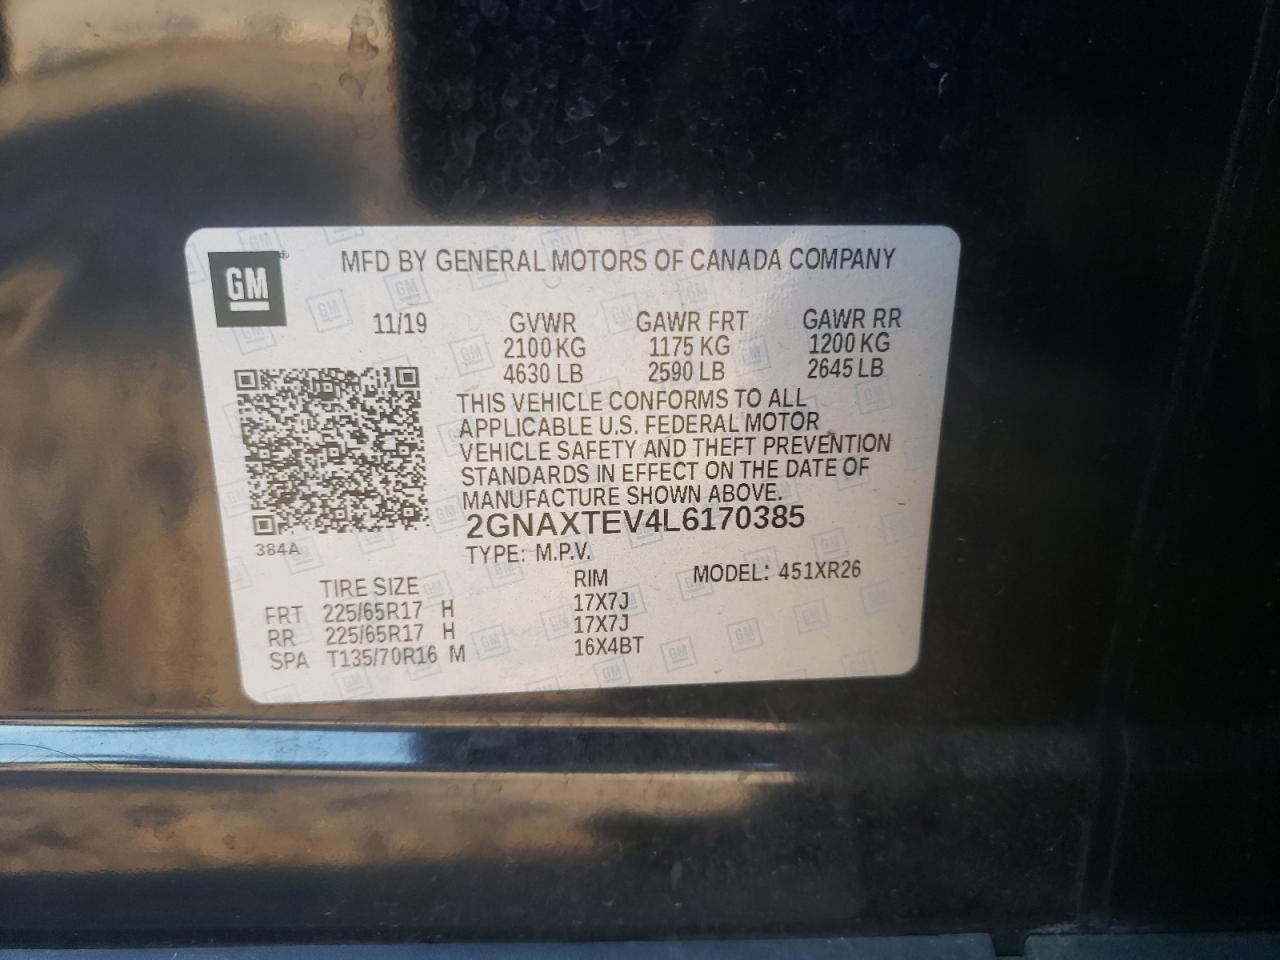 GM
MFD BY GENERAL MOTORS OF CANADA COMPANY
11/19 GVWR GAWR FRT GAWR RR
2100 KG 1175 KG 1200 KG
4630 LB 2590 LB 2645 LB
THIS VEHICLE CONFORMS TO ALL
APPLICABLE U.S. FEDERAL MOTOR
VEHICLE SAFETY AND THEFT PREVENTION
STANDARDS IN EFFECT ON THE DATE OF
MANUFACTURE SHOWN ABOVE.
2GNAXTEV4L6170385
384A
TYPE: M.P.V.
TIRE SIZE RIM MODEL: 451XR26
FRT 225/65R17 H 17X7J
RR 225/65R17 H 17X7J
SPA T135/70R16 M 16X4BT